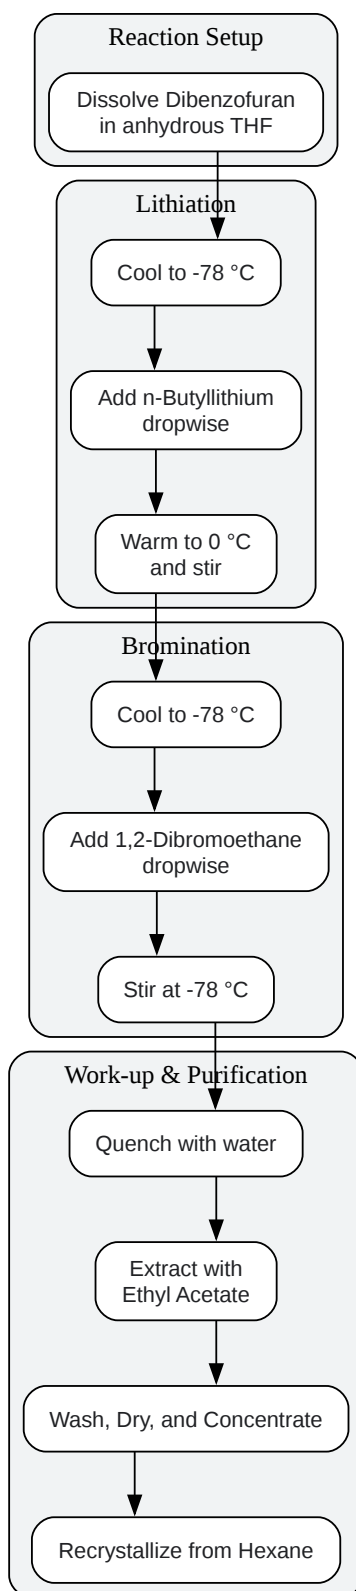 Reaction Setup
Dissolve Dibenzofuran
in anhydrous THF
Lithiation
Cool to -78 °C
Add n-Butyllithium
dropwise
Warm to 0 °C
and stir
Bromination
Cool to -78 °C
Add 1,2-Dibromoethane
dropwise
Stir at -78 °C
Work-up & Purification
Quench with water
Extract with
Ethyl Acetate
Wash, Dry, and Concentrate
Recrystallize from Hexane